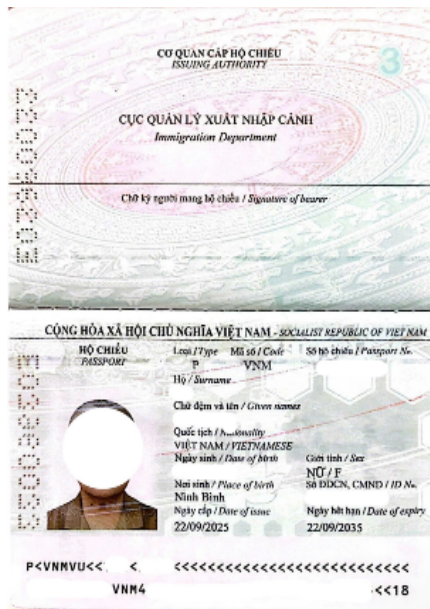 CƠ QUAN CẤP HỘ CHIẾU
ISSUING AUTHORITY
3
CỤC QUẢN LÝ XUẤT NHẬP CẢNH
Immigration Department
Chữ ký người mang hộ chiếu / Signature of bearer
CỘNG HÒA XÃ HỘI CHỦ NGHĨA VIỆT NAM - SOCIALIST REPUBLIC OF VIET NAM
HỘ CHIẾU
PASSPORT
Loại / Type Mã số / Code Số hộ chiếu / Passport No.
P VNM
Họ / Surname
Chữ đệm và tên / Given names
Quốc tịch / Nationality
VIỆT NAM / VIETNAMESE
Ngày sinh / Date of birth Giới tính / Sex
NỮ / F
Nơi sinh / Place of birth Số ĐDCN, CMND / ID No.
Ninh Bình
Ngày cấp / Date of issue Ngày hết hạn / Date of expiry
22/09/2025 22/09/2035
P<VNMVU<< < <<<<<<<<<<<<<<<<<<<<<<<<<<
VNM4 <<18